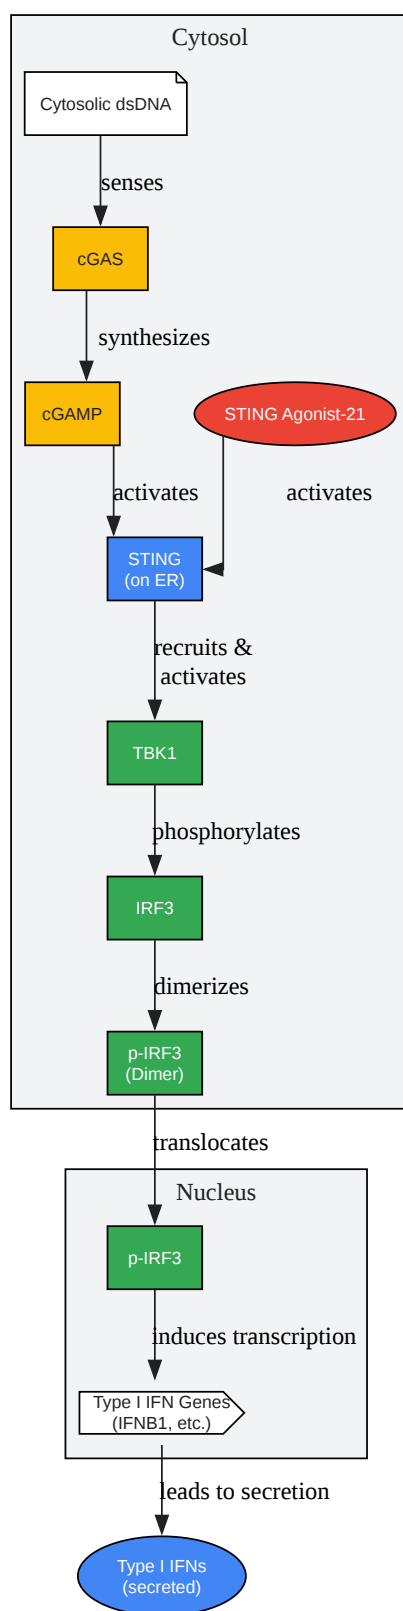 Cytosol
Cytosolic dsDNA
senses
cGAS
synthesizes
cGAMP
STING Agonist-21
activates
activates
STING
(on ER)
recruits &
activates
TBK1
phosphorylates
IRF3
dimerizes
p-IRF3
(Dimer)
translocates
Nucleus
p-IRF3
induces transcription
Type I IFN Genes
(IFNB1, etc.)
leads to secretion
Type I IFNs
(secreted)